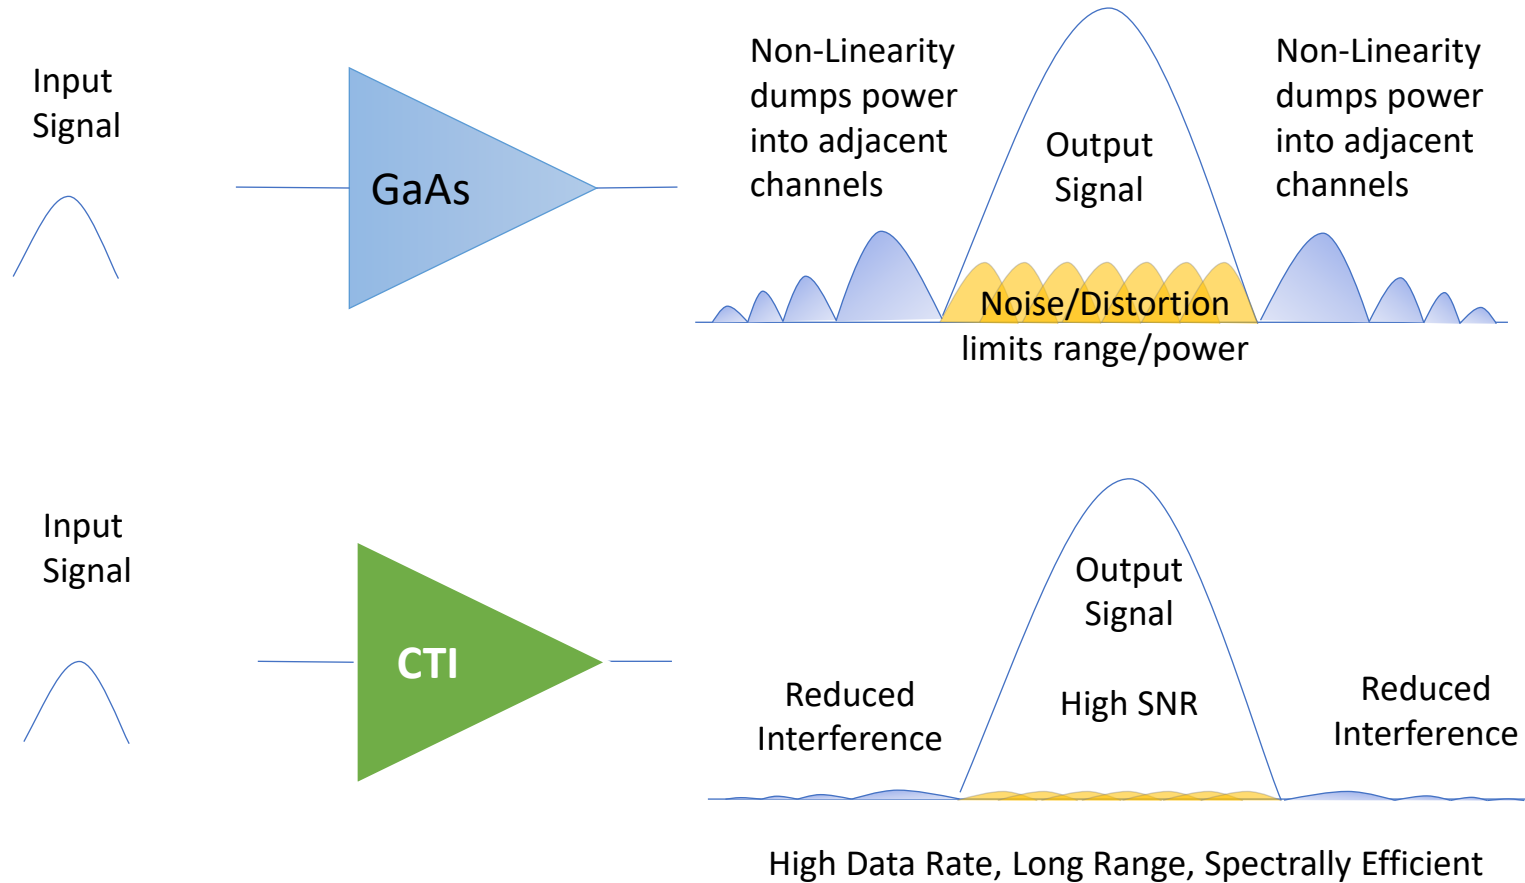 Input
Signal
GaAs
Non-Linearity
dumps power
into adjacent
channels
Output
Signal
Non-Linearity
dumps power
into adjacent
channels
Noise/Distortion
limits range/power
Input
Signal
CTI
Reduced
Interference
Output
Signal
High SNR
Reduced
Interference
High Data Rate, Long Range, Spectrally Efficient